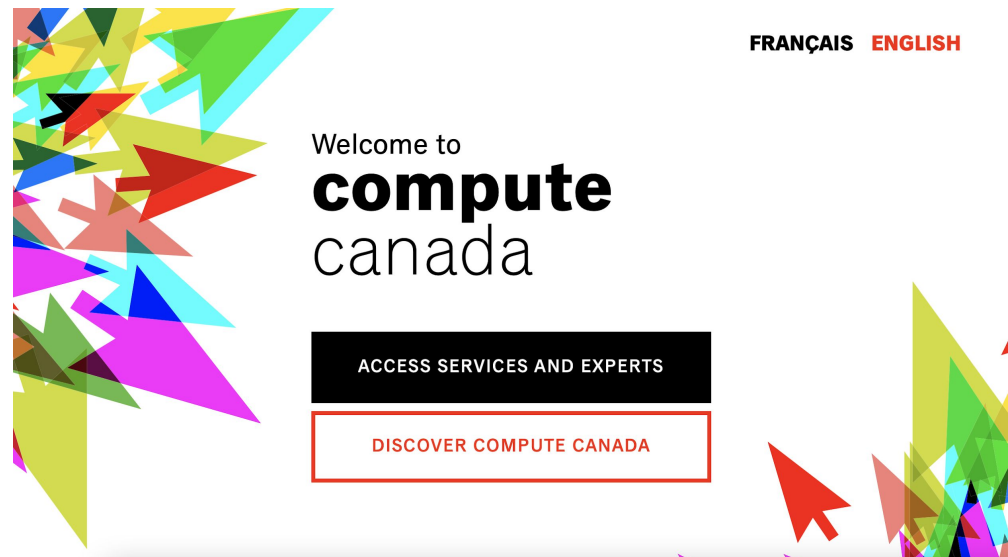 FRANÇAIS ENGLISH
Welcome to
compute
canada
ACCESS SERVICES AND EXPERTS
DISCOVER COMPUTE CANADA